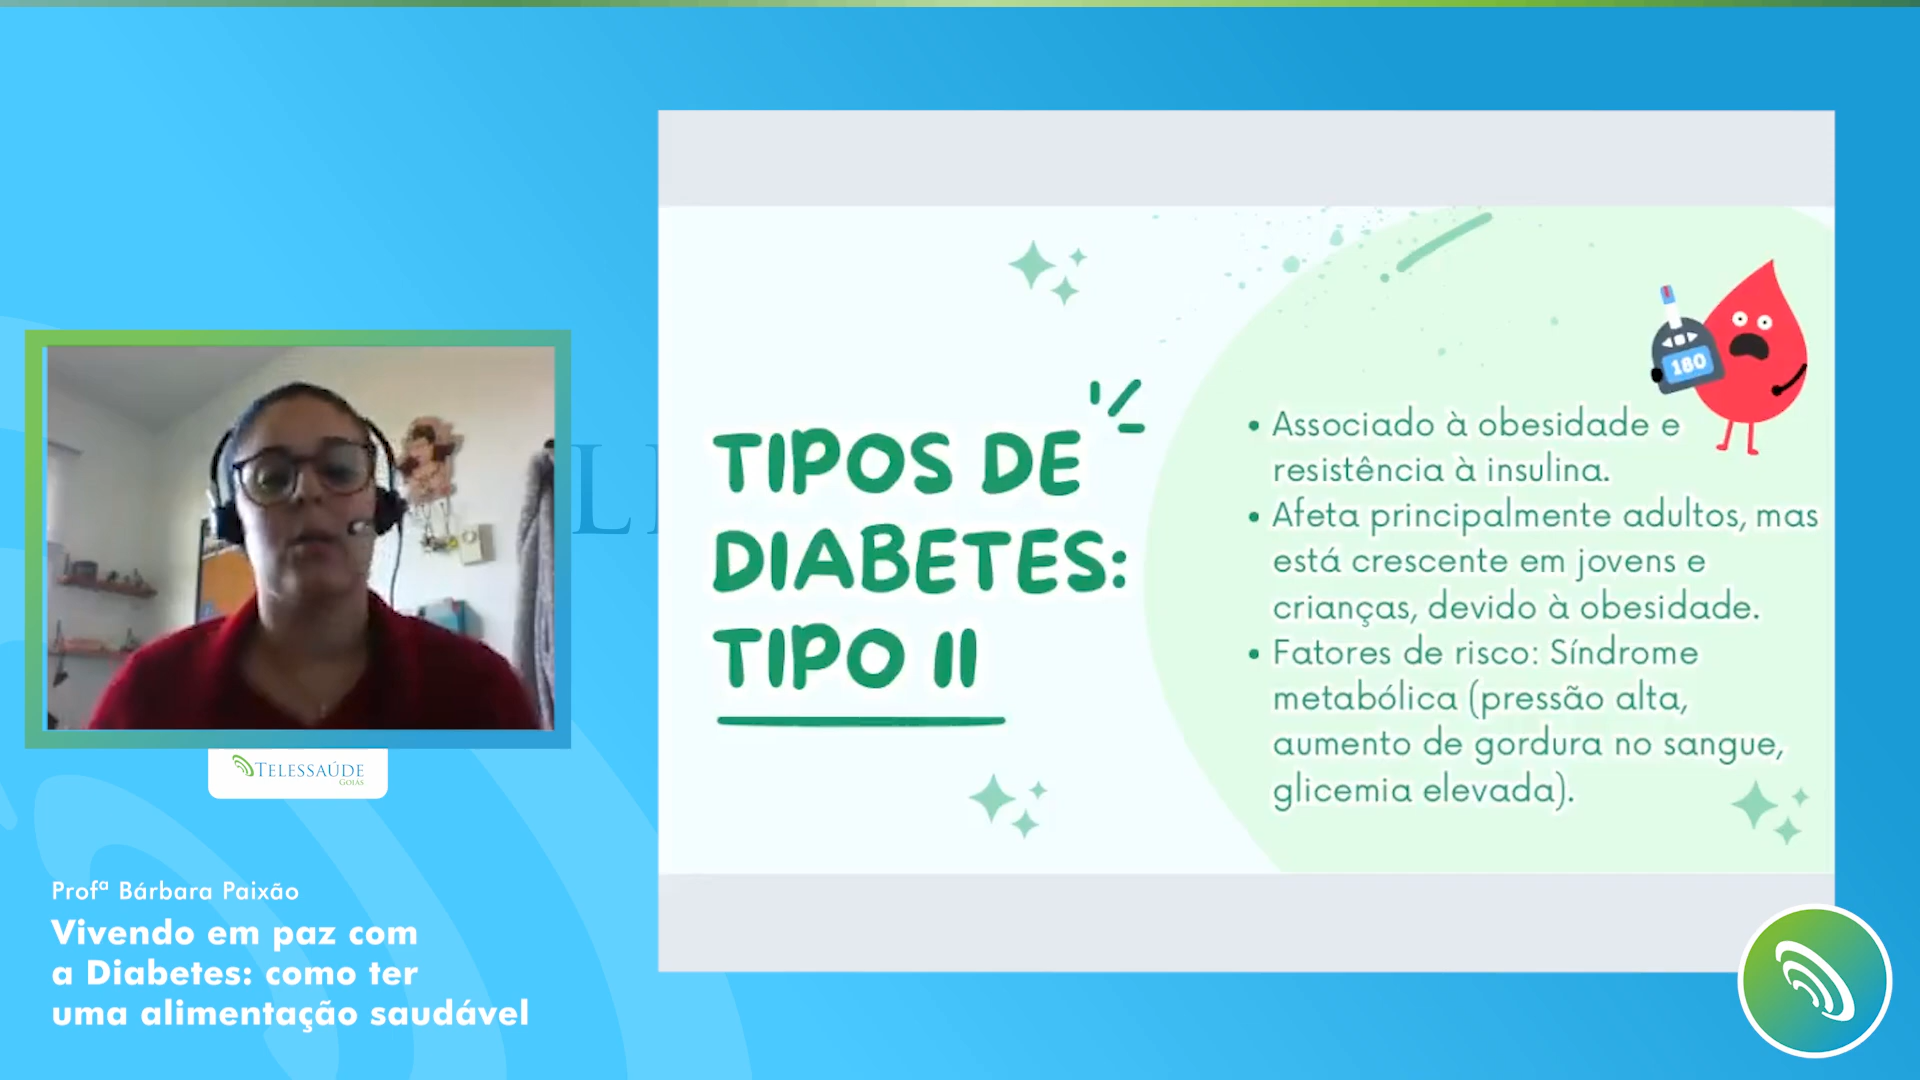 TIPOS DE
DIABETES:
TIPO II
180
• Associado à obesidade e
resistência à insulina.
• Afeta principalmente adultos, mas
está crescente em jovens e
crianças, devido à obesidade.
• Fatores de risco: Síndrome
metabólica (pressão alta,
aumento de gordura no sangue,
glicemia elevada).
TELESSAÚDE
GOIÁS
Profª Bárbara Paixão
Vivendo em paz com
a Diabetes: como ter
uma alimentação saudável